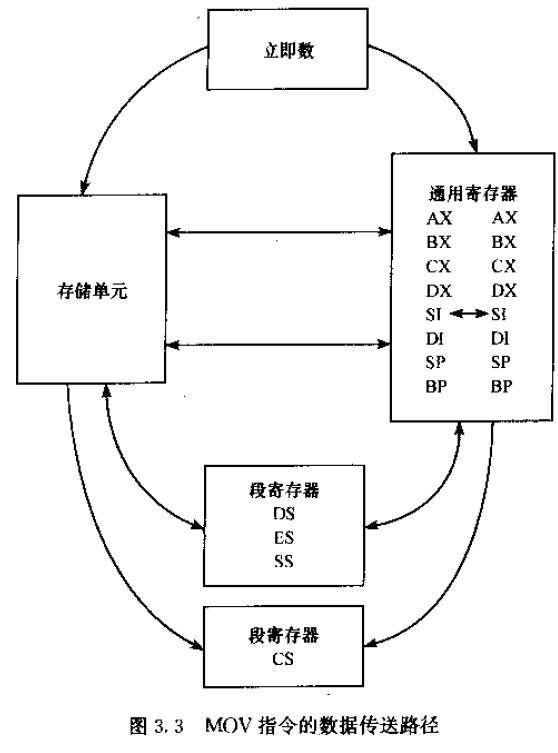 立即数
通用寄存器
AX AX
BX BX
CX CX
DX DX
SI SI
DI DI
SP SP
BP BP
存储单元
段寄存器
DS
ES
SS
段寄存器
CS
图 3.3 MOV 指令的数据传送路径